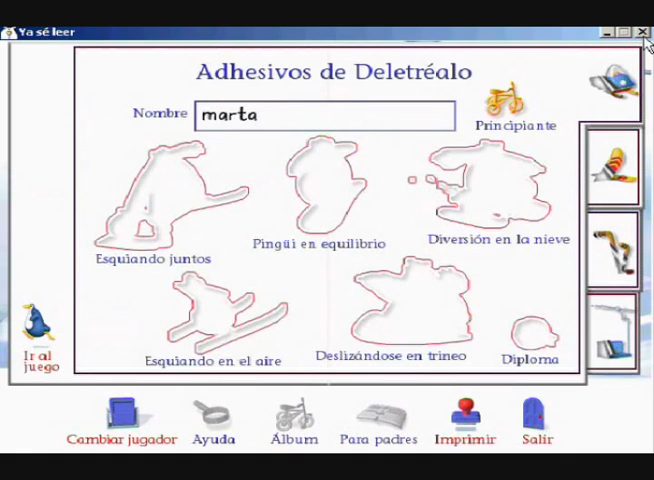 Ya sé leer
Adhesivos de Deletréalo
Nombre marta
Principiante
Esquiando juntos
Pingüi en equilibrio
Diversión en la nieve
Esquiando en el aire
Deslizándose en trineo
Diploma
Ir al
juego
Cambiar jugador Ayuda Álbum Para padres Imprimir Salir